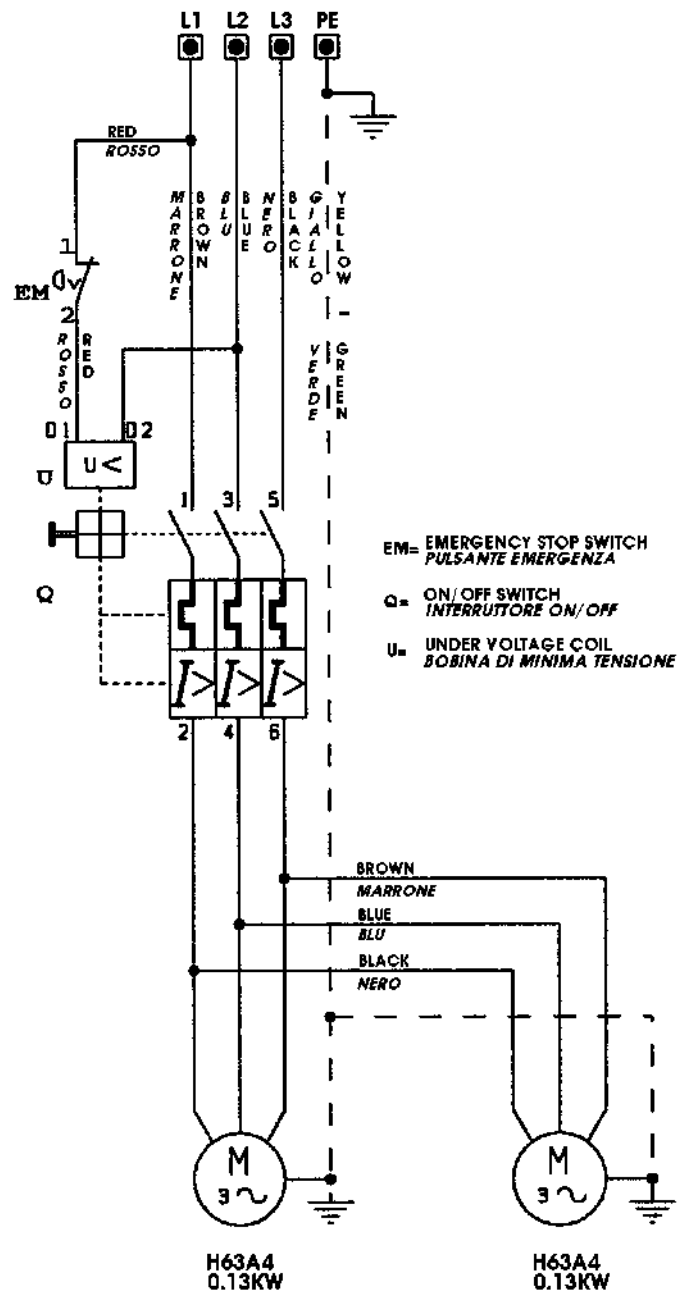 L1 L2 L3 PE
RED
ROSSO
MARRONE
BROWN
BLU
BLUE
NERO
BLACK
GIALLO
YELLOW -
VERDE
GREEN
1
EM
2
ROSSO
RED
D1 D2
U<
U
1 3 5
Q
EM= EMERGENCY STOP SWITCH
PULSANTE EMERGENZA
Q= ON/OFF SWITCH
INTERRUTTORE ON/OFF
U= UNDER VOLTAGE COIL
BOBINA DI MINIMA TENSIONE
I> I> I>
2 4 6
BROWN
MARRONE
BLUE
BLU
BLACK
NERO
M
3~
M
3~
H63A4
0.13KW
H63A4
0.13KW